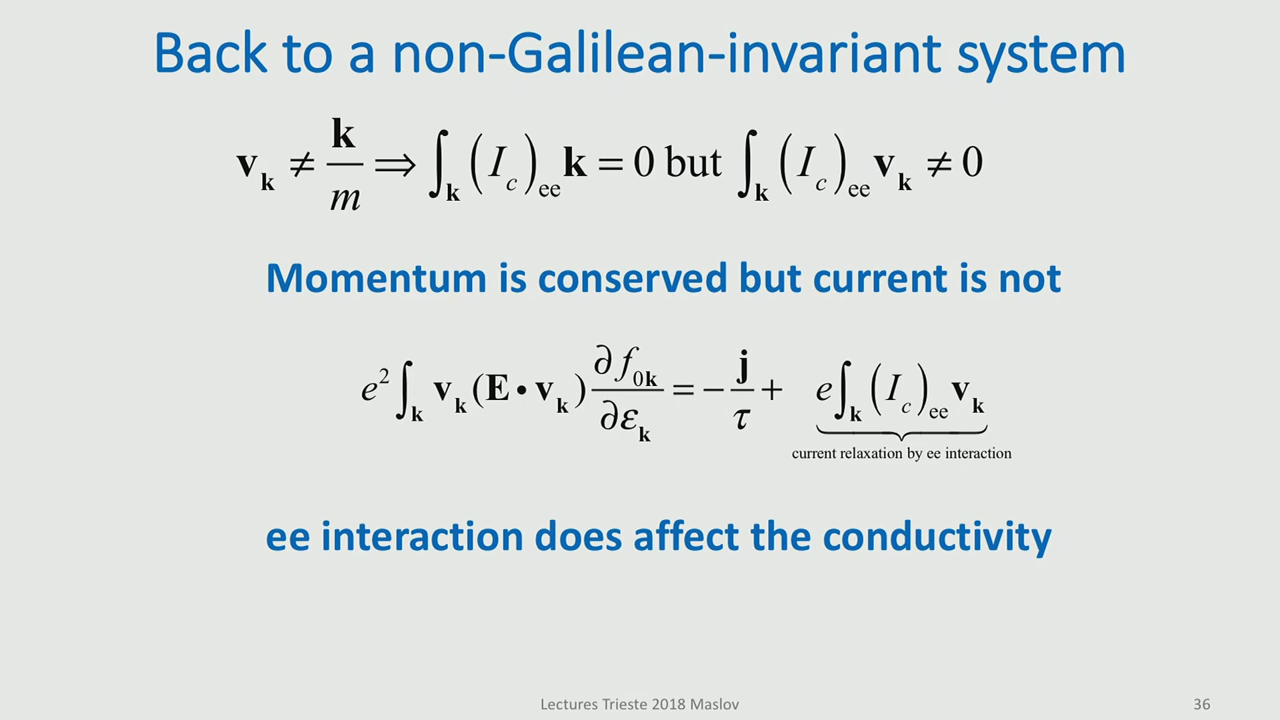 Back to a non-Galilean-invariant system
𝐯_𝐤 ≠ 𝐤/m ⇒ ∫_𝐤 (I_c)_ee 𝐤 = 0 but ∫_𝐤 (I_c)_ee 𝐯_𝐤 ≠ 0
Momentum is conserved but current is not
e² ∫_𝐤 𝐯_𝐤 (𝐄 • 𝐯_𝐤) ∂f_0𝐤/∂ε_𝐤 = − 𝐣/τ + e∫_𝐤 (I_c)_ee 𝐯_𝐤
current relaxation by ee interaction
ee interaction does affect the conductivity
Lectures Trieste 2018 Maslov
36